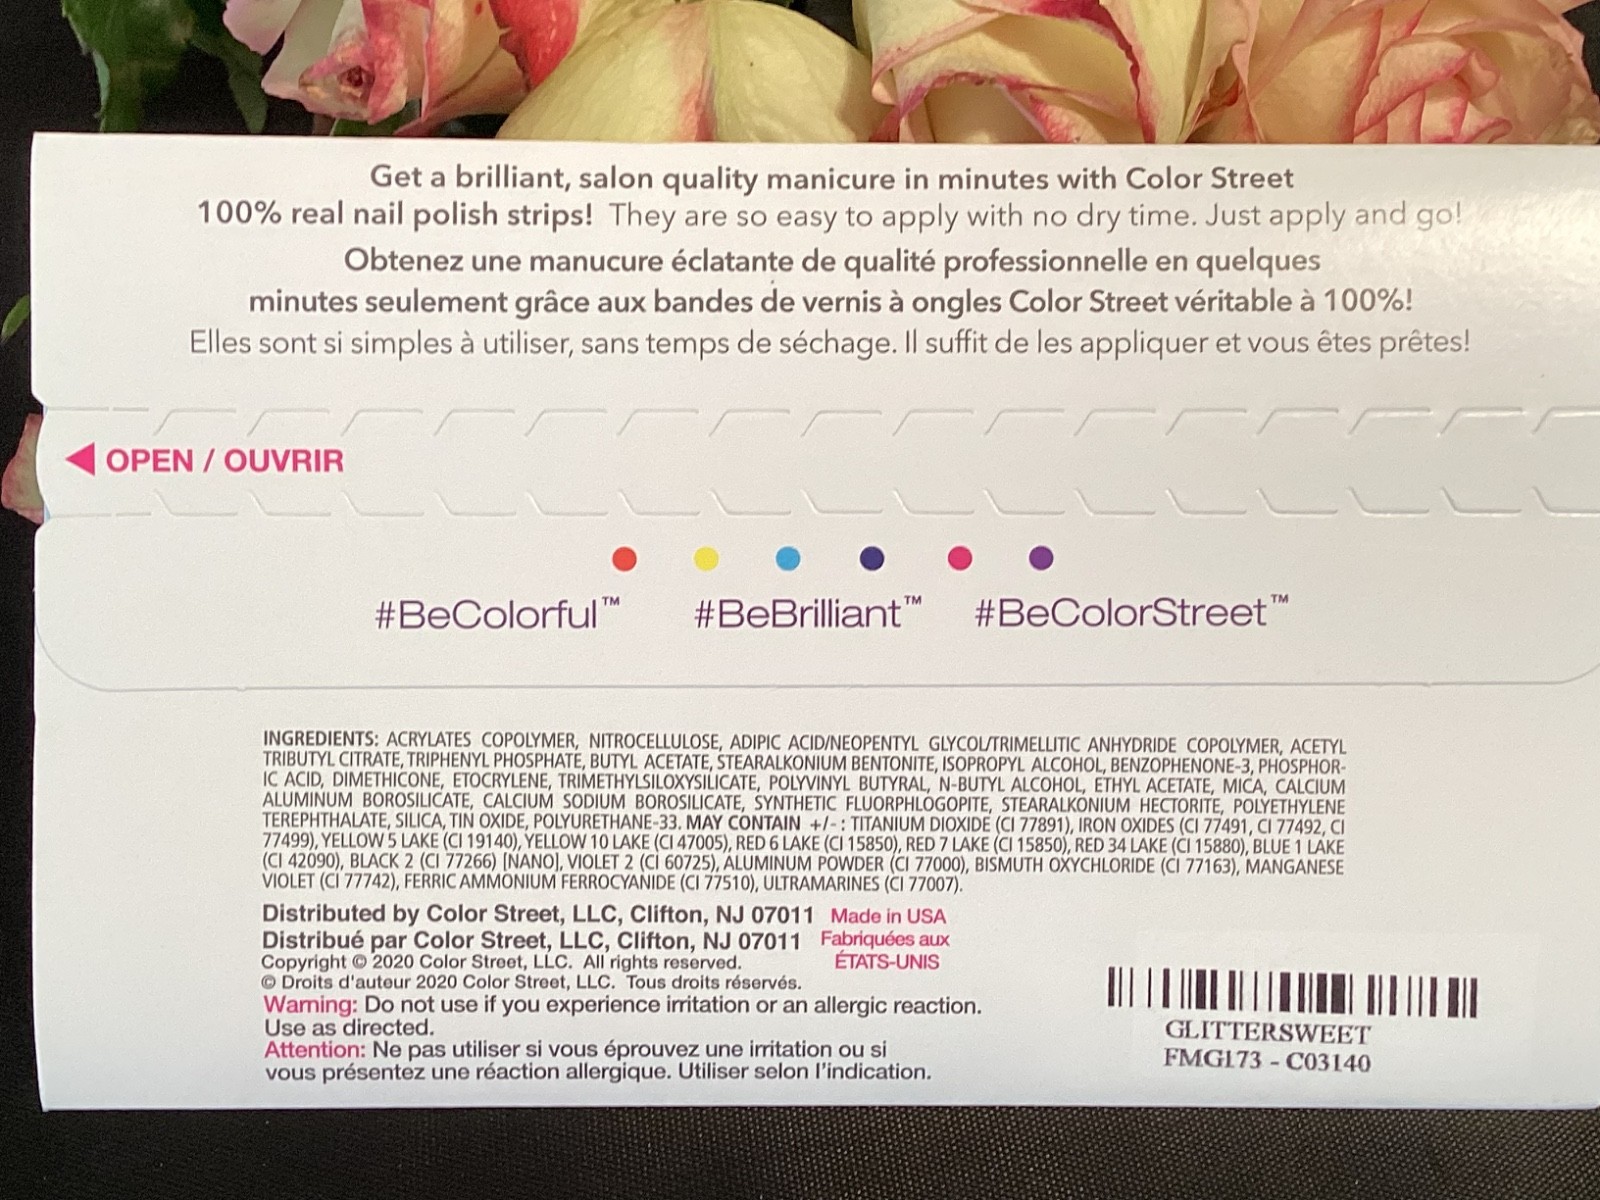 Get a brilliant, salon quality manicure in minutes with Color Street
100% real nail polish strips! They are so easy to apply with no dry time. Just apply and go!
Obtenez une manucure éclatante de qualité professionnelle en quelques
minutes seulement grâce aux bandes de vernis à ongles Color Street véritable à 100%!
Elles sont si simples à utiliser, sans temps de séchage. Il suffit de les appliquer et vous êtes prêtes!
OPEN / OUVRIR
#BeColorful™ #BeBrilliant™ #BeColorStreet™
INGREDIENTS: ACRYLATES COPOLYMER, NITROCELLULOSE, ADIPIC ACID/NEOPENTYL GLYCOL/TRIMELLITIC ANHYDRIDE COPOLYMER, ACETYL
TRIBUTYL CITRATE, TRIPHENYL PHOSPHATE, BUTYL ACETATE, STEARALKONIUM BENTONITE, ISOPROPYL ALCOHOL, BENZOPHENONE-3, PHOSPHOR-
IC ACID, DIMETHICONE, ETOCRYLENE, TRIMETHYLSILOXYSILICATE, POLYVINYL BUTYRAL, N-BUTYL ALCOHOL, ETHYL ACETATE, MICA, CALCIUM
ALUMINUM BOROSILICATE, CALCIUM SODIUM BOROSILICATE, SYNTHETIC FLUORPHLOGOPITE, STEARALKONIUM HECTORITE, POLYETHYLENE
TEREPHTHALATE, SILICA, TIN OXIDE, POLYURETHANE-33. MAY CONTAIN +/- : TITANIUM DIOXIDE (CI 77891), IRON OXIDES (CI 77491, CI 77492, CI
77499), YELLOW 5 LAKE (CI 19140), YELLOW 10 LAKE (CI 47005), RED 6 LAKE (CI 15850), RED 7 LAKE (CI 15850), RED 34 LAKE (CI 15880), BLUE 1 LAKE
(CI 42090), BLACK 2 (CI 77266) [NANO], VIOLET 2 (CI 60725), ALUMINUM POWDER (CI 77000), BISMUTH OXYCHLORIDE (CI 77163), MANGANESE
VIOLET (CI 77742), FERRIC AMMONIUM FERROCYANIDE (CI 77510), ULTRAMARINES (CI 77007).
Distributed by Color Street, LLC, Clifton, NJ 07011 Made in USA
Distribué par Color Street, LLC, Clifton, NJ 07011 Fabriquées aux
ÉTATS-UNIS
Copyright © 2020 Color Street, LLC. All rights reserved.
© Droits d'auteur 2020 Color Street, LLC. Tous droits réservés.
Warning: Do not use if you experience irritation or an allergic reaction.
Use as directed.
Attention: Ne pas utiliser si vous éprouvez une irritation ou si
vous présentez une réaction allergique. Utiliser selon l'indication.
GLITTERSWEET
FMG173 - C03140